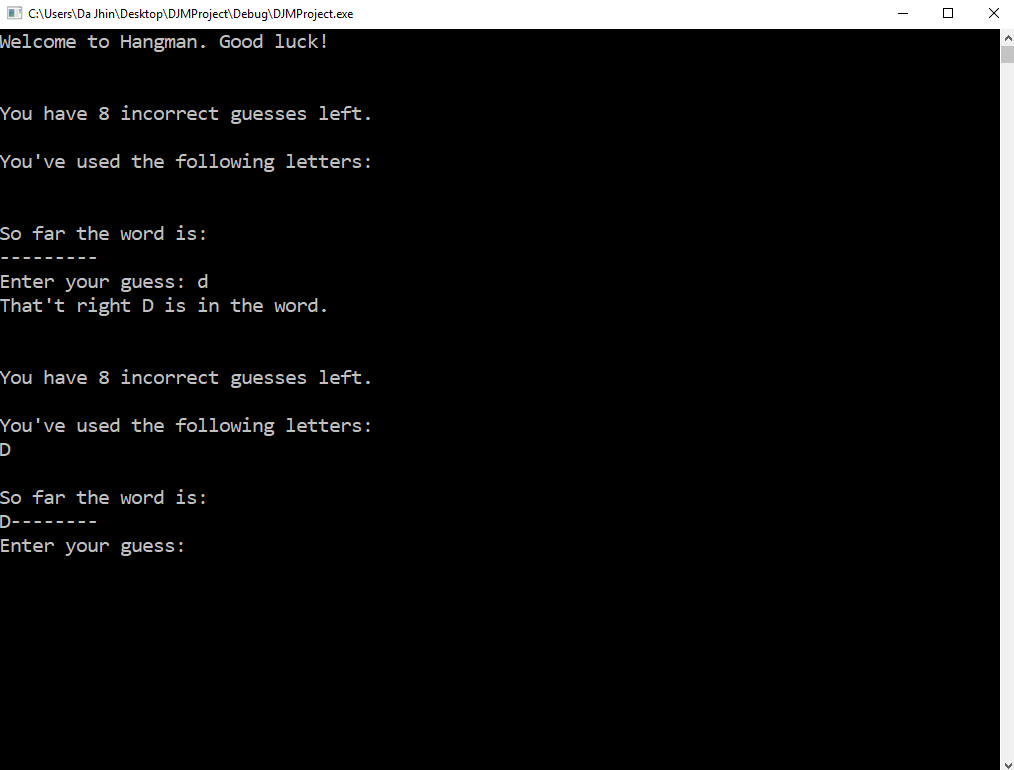 C:\Users\Da Jhin\Desktop\DJMProject\Debug\DJMProject.exe
Welcome to Hangman. Good luck!
You have 8 incorrect guesses left.
You've used the following letters:
So far the word is:
---------
Enter your guess: d
That't right D is in the word.
You have 8 incorrect guesses left.
You've used the following letters:
D
So far the word is:
D--------
Enter your guess: